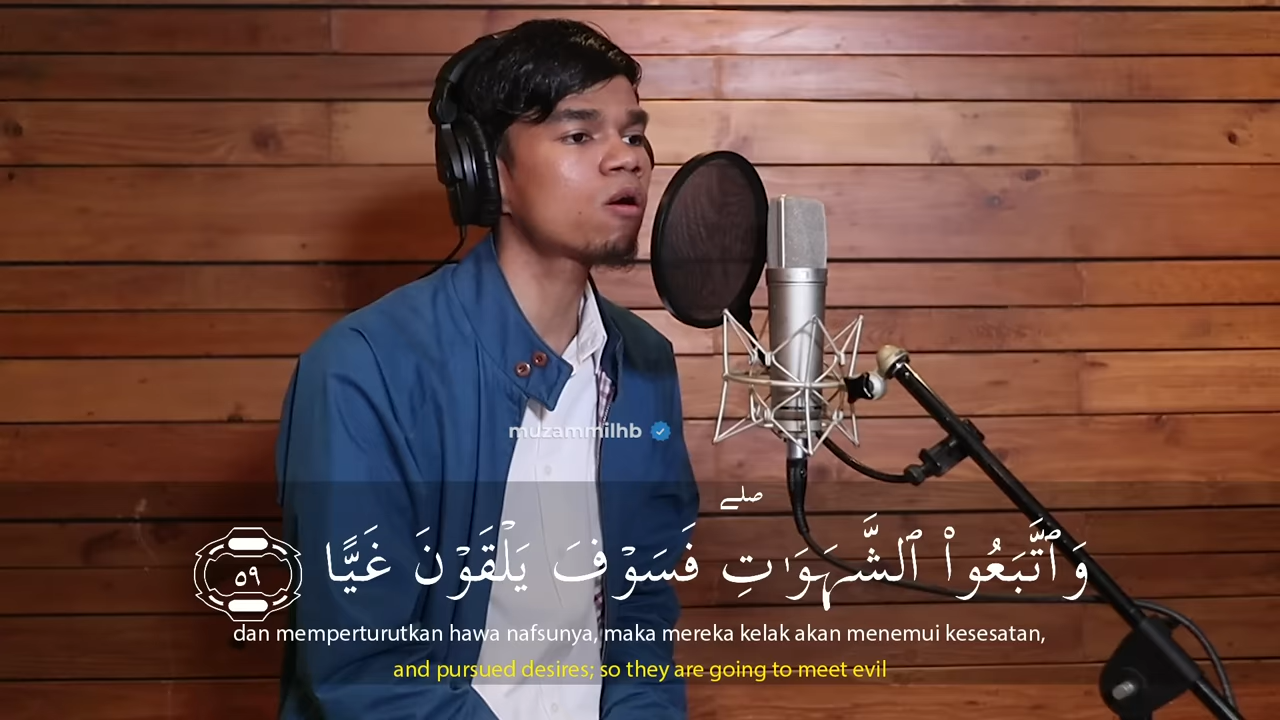 muzammilhb
صلے
وَٱتَّبَعُوا۟ ٱلشَّهَوَٰتِ فَسَوْفَ يَلْقَوْنَ غَيًّا ٥٩
dan memperturutkan hawa nafsunya, maka mereka kelak akan menemui kesesatan,
and pursued desires; so they are going to meet evil